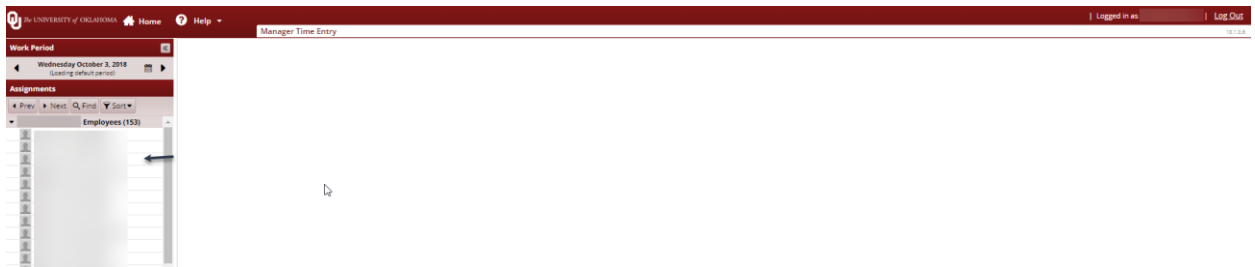 The UNIVERSITY of OKLAHOMA Home Help Logged in as | Log Out
Manager Time Entry
Work Period
Wednesday October 3, 2018
(Loading default period)
Assignments
Prev Next Find Sort
Employees (153)